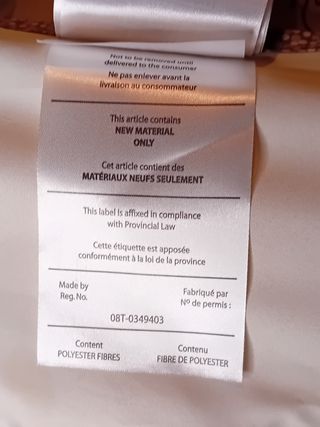 Not to be removed until
delivered to the consumer
Ne pas enlever avant la
livraison au consommateur
This article contains
NEW MATERIAL
ONLY
Cet article contient des
MATÉRIAUX NEUFS SEULEMENT
This label is affixed in compliance
with Provincial Law
Cette étiquette est apposée
conformément à la loi de la province
Made by
Reg. No.
Fabriqué par
Nº de permis :
08T-0349403
Content
POLYESTER FIBRES
Contenu
FIBRE DE POLYESTER